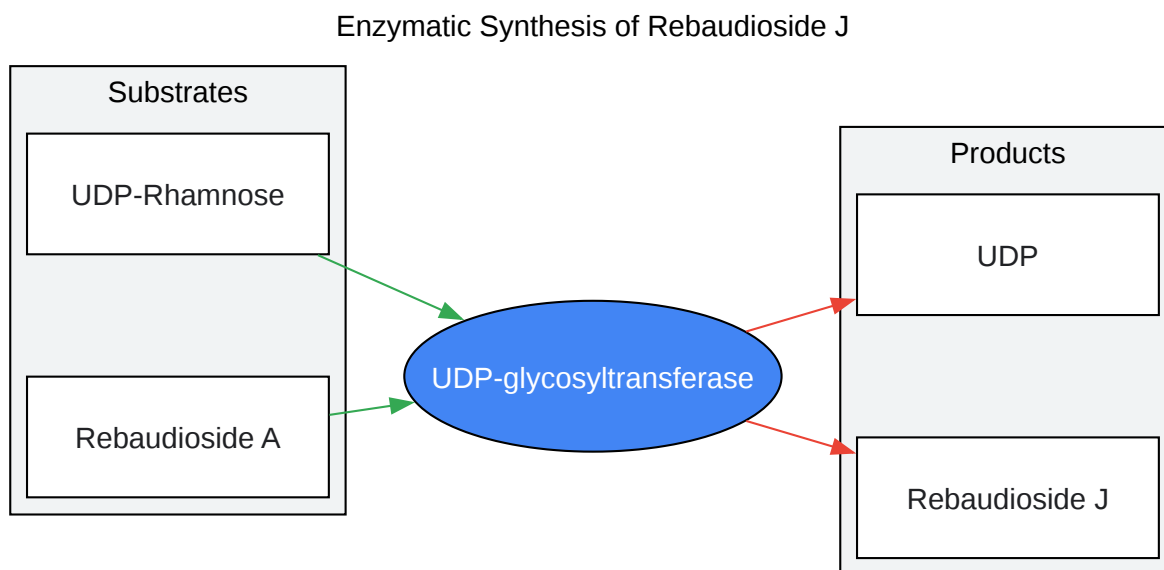 Enzymatic Synthesis of Rebaudioside J
Substrates
UDP-Rhamnose
Rebaudioside A
UDP-glycosyltransferase
Products
UDP
Rebaudioside J